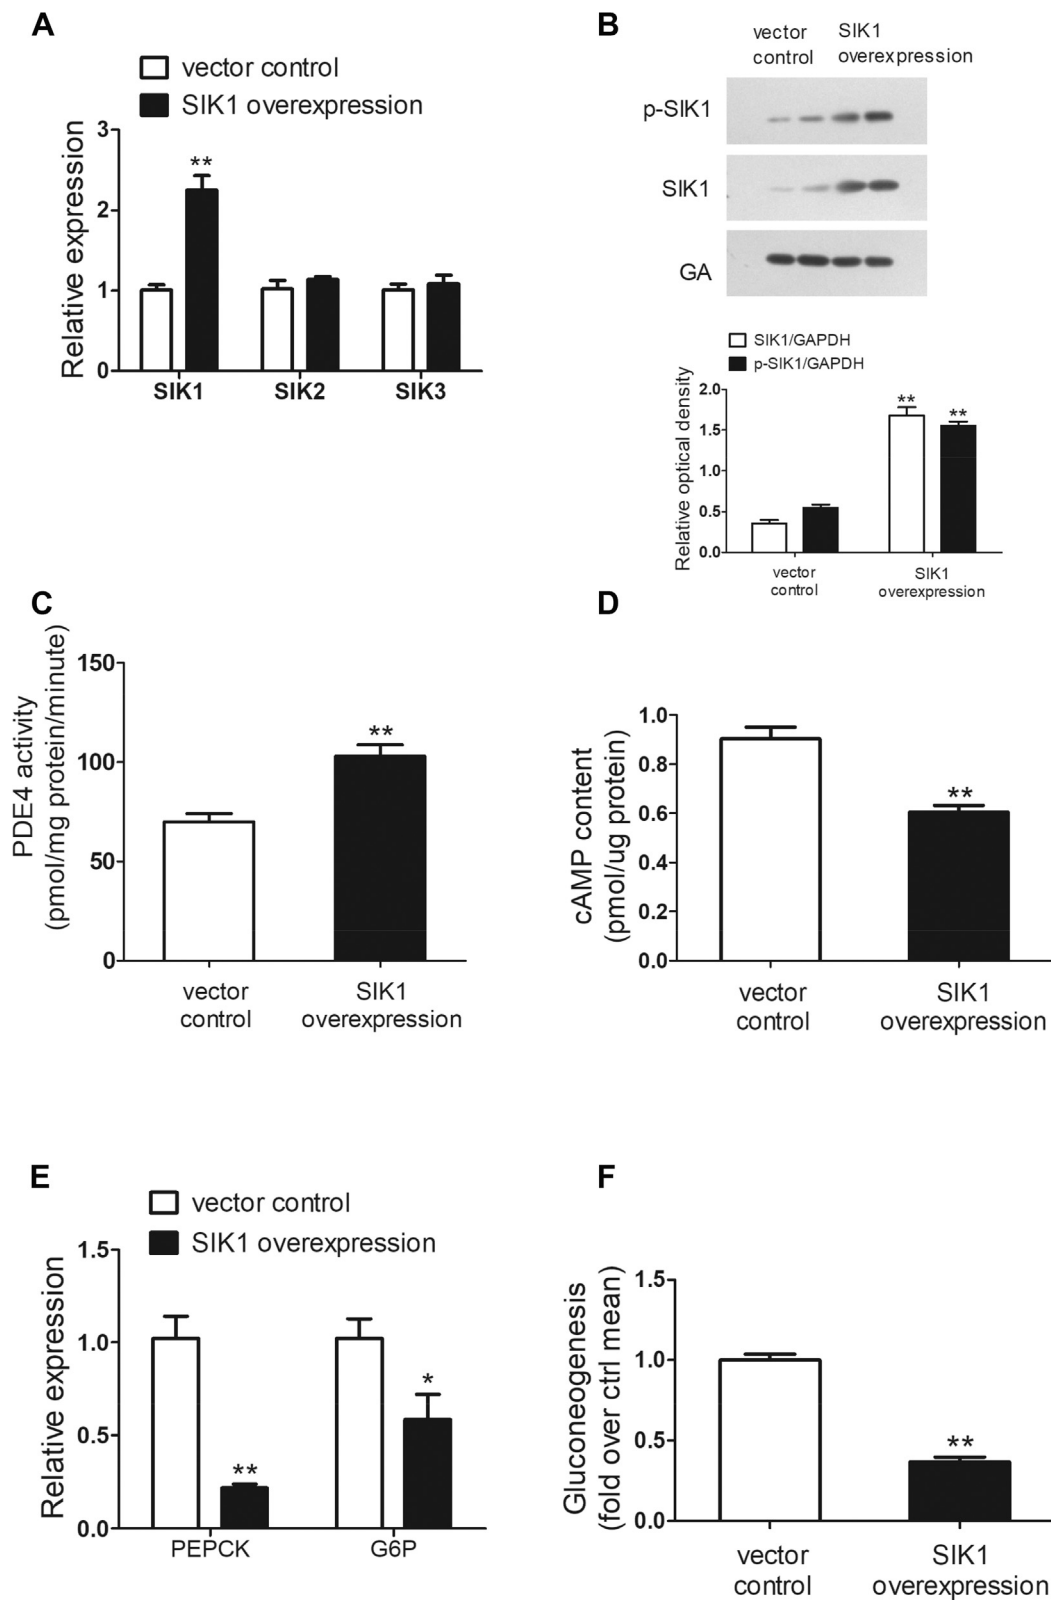 A
vector control
SIK1 overexpression
Relative expression
3
2
1
0
**
SIK1
SIK2
SIK3
B
vector
control
SIK1
overexpression
p-SIK1
SIK1
GA
SIK1/GAPDH
p-SIK1/GAPDH
Relative optical density
2.0
1.5
1.0
0.5
0.0
**
**
vector
control
SIK1
overexpression
C
PDE4 activity
(pmol/mg protein/minute)
150
100
50
0
**
vector
control
SIK1
overexpression
D
cAMP content
(pmol/ug protein)
1.0
0.8
0.6
0.4
0.2
0.0
**
vector
control
SIK1
overexpression
E
vector control
SIK1 overexpression
Relative expression
1.5
1.0
0.5
0.0
**
*
PEPCK
G6P
F
Gluconeogenesis
(fold over ctrl mean)
1.5
1.0
0.5
0.0
**
vector
control
SIK1
overexpression